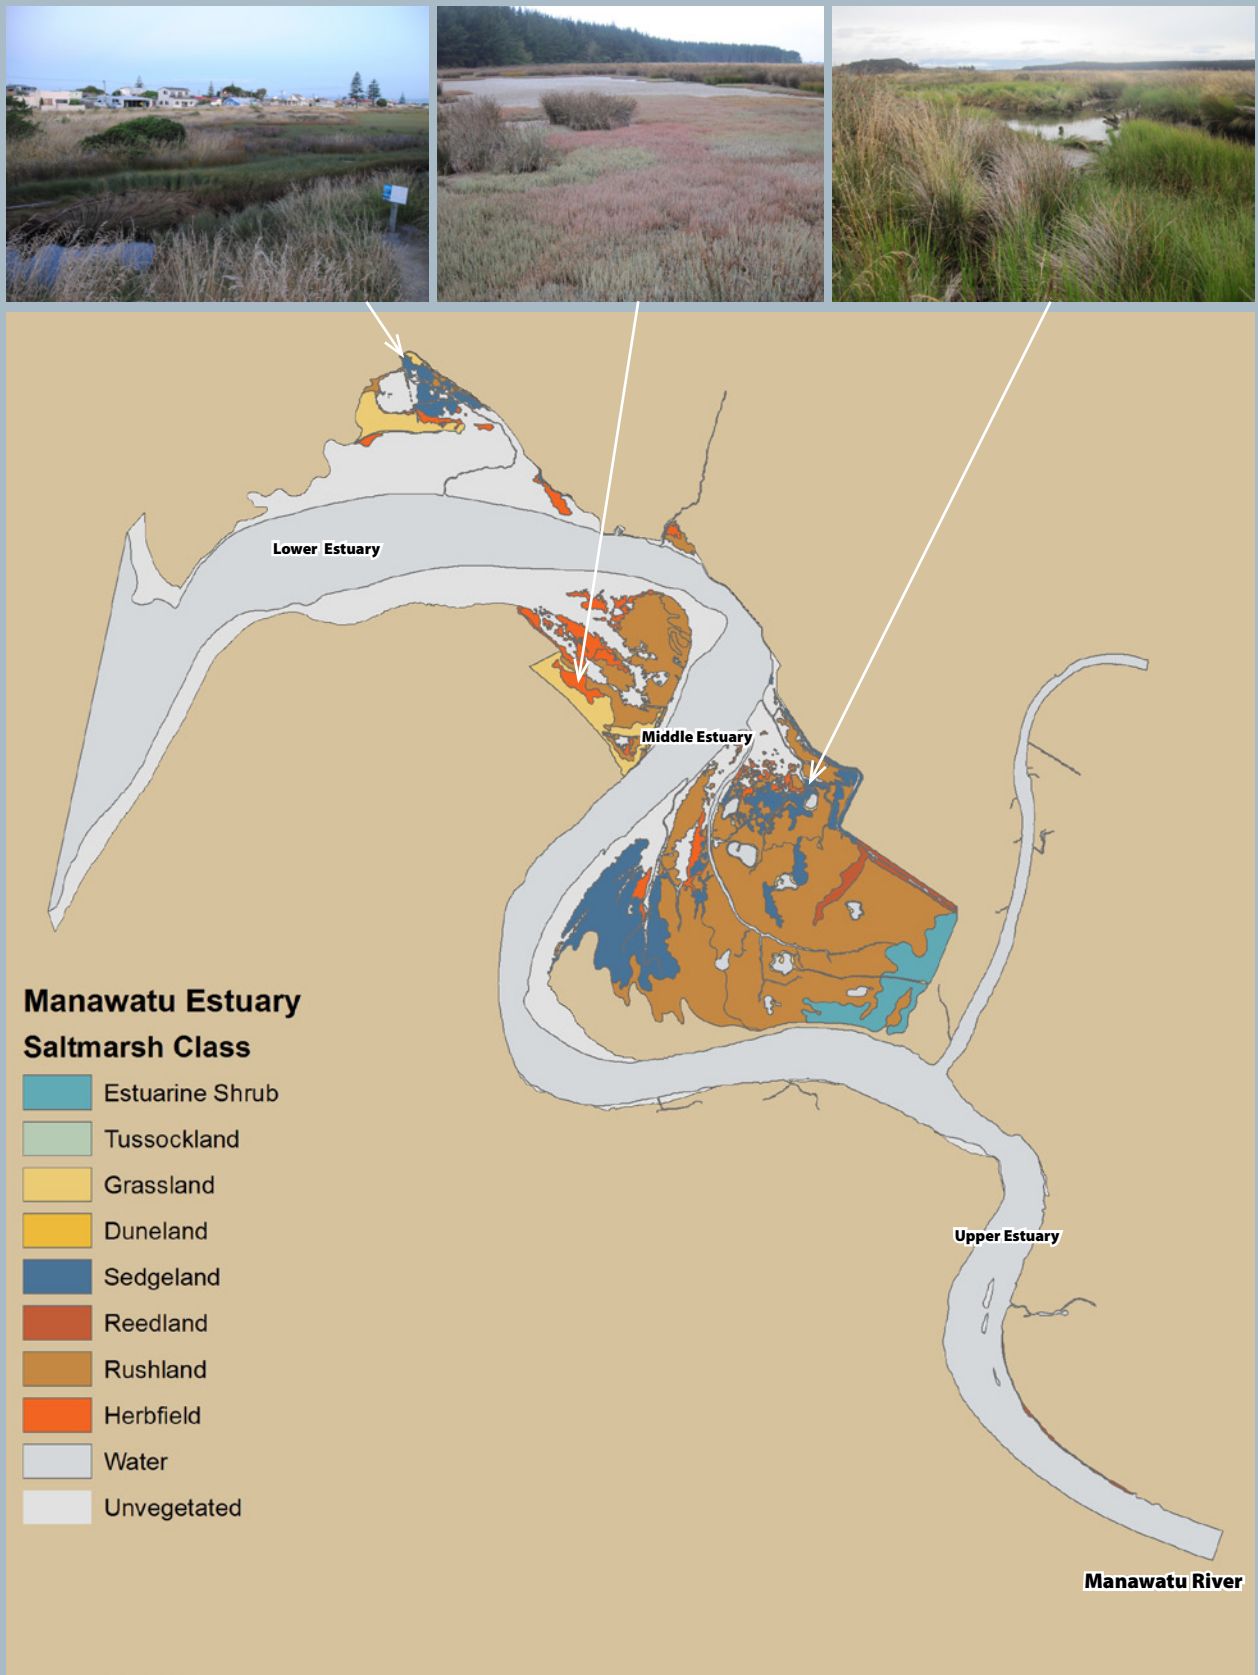 Lower Estuary
Middle Estuary
Manawatu Estuary
Saltmarsh Class
Estuarine Shrub
Tussockland
Grassland
Duneland
Sedgeland
Reedland
Rushland
Herbfield
Water
Unvegetated
Upper Estuary
Manawatu River